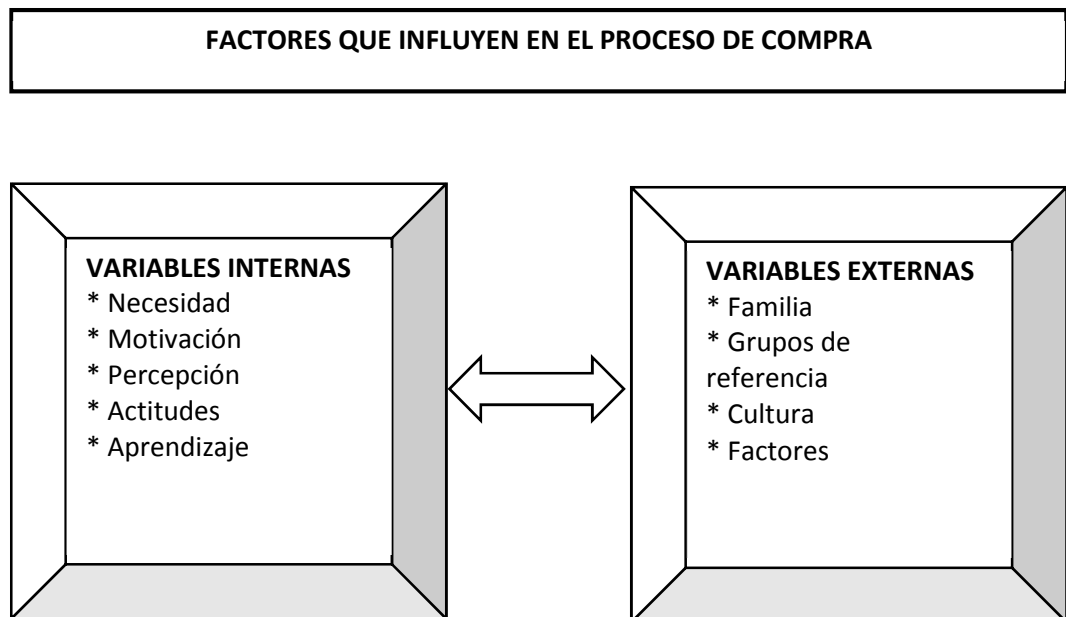 FACTORES QUE INFLUYEN EN EL PROCESO DE COMPRA
VARIABLES INTERNAS
* Necesidad
* Motivación
* Percepción
* Actitudes
* Aprendizaje
VARIABLES EXTERNAS
* Familia
* Grupos de
referencia
* Cultura
* Factores